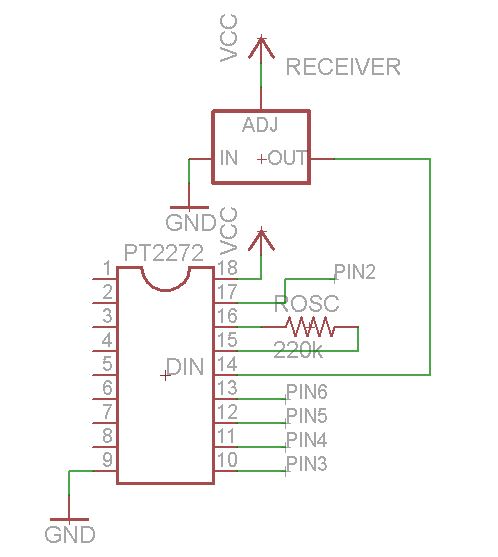 VCC
RECEIVER
ADJ
IN
OUT
GND
VCC
PT2272
1 18
2 17
PIN2
3 16
ROSC
4 15
220k
5 14
DIN
6 13
PIN6
7 12
PIN5
8 11
PIN4
9 10
PIN3
GND